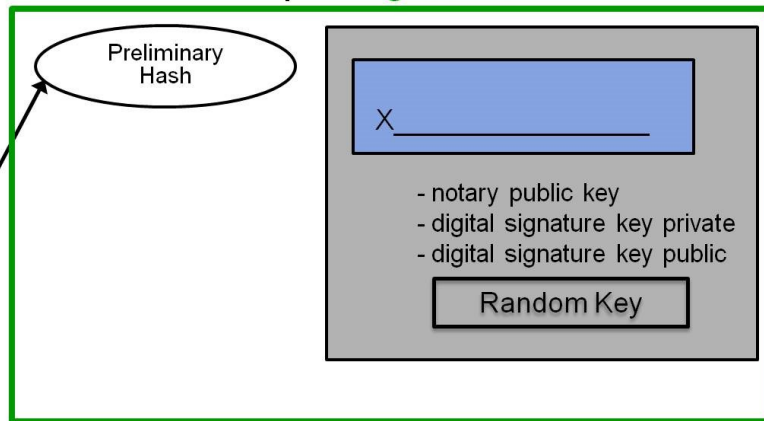 Preliminary
Hash
X
- notary public key
- digital signature key private
- digital signature key public
Random Key